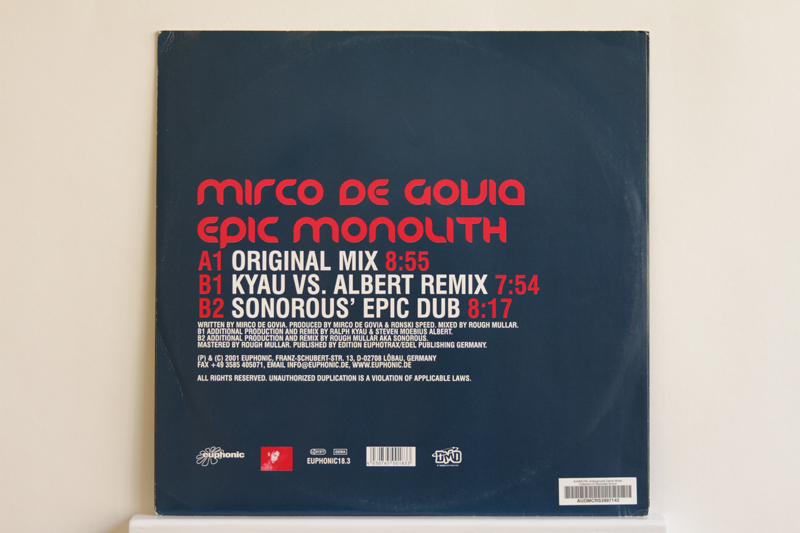 MIRCO DE GOVIA
EPIC MONOLITH
A1 ORIGINAL MIX 8:55
B1 KYAU VS. ALBERT REMIX 7:54
B2 SONOROUS' EPIC DUB 8:17
WRITTEN BY MIRCO DE GOVIA. PRODUCED BY MIRCO DE GOVIA & RONSKI SPEED. MIXED BY ROUGH MULLAR.
B1 ADDITIONAL PRODUCTION AND REMIX BY RALPH KYAU & STEVEN MOEBIUS ALBERT.
B2 ADDITIONAL PRODUCTION AND REMIX BY ROUGH MULLAR AKA SONOROUS.
MASTERED BY ROUGH MULLAR. PUBLISHED BY EDITION EUPHOTRAX/EDEL PUBLISHING GERMANY.
(P) & (C) 2001 EUPHONIC, FRANZ-SCHUBERT-STR. 13, D-02708 LÖBAU, GERMANY
FAX +49 3585 405071, EMAIL INFO@EUPHONIC.DE, WWW.EUPHONIC.DE
ALL RIGHTS RESERVED. UNAUTHORIZED DUPLICATION IS A VIOLATION OF APPLICABLE LAWS.
euphonic
EUPHONIC18.3
GEMA